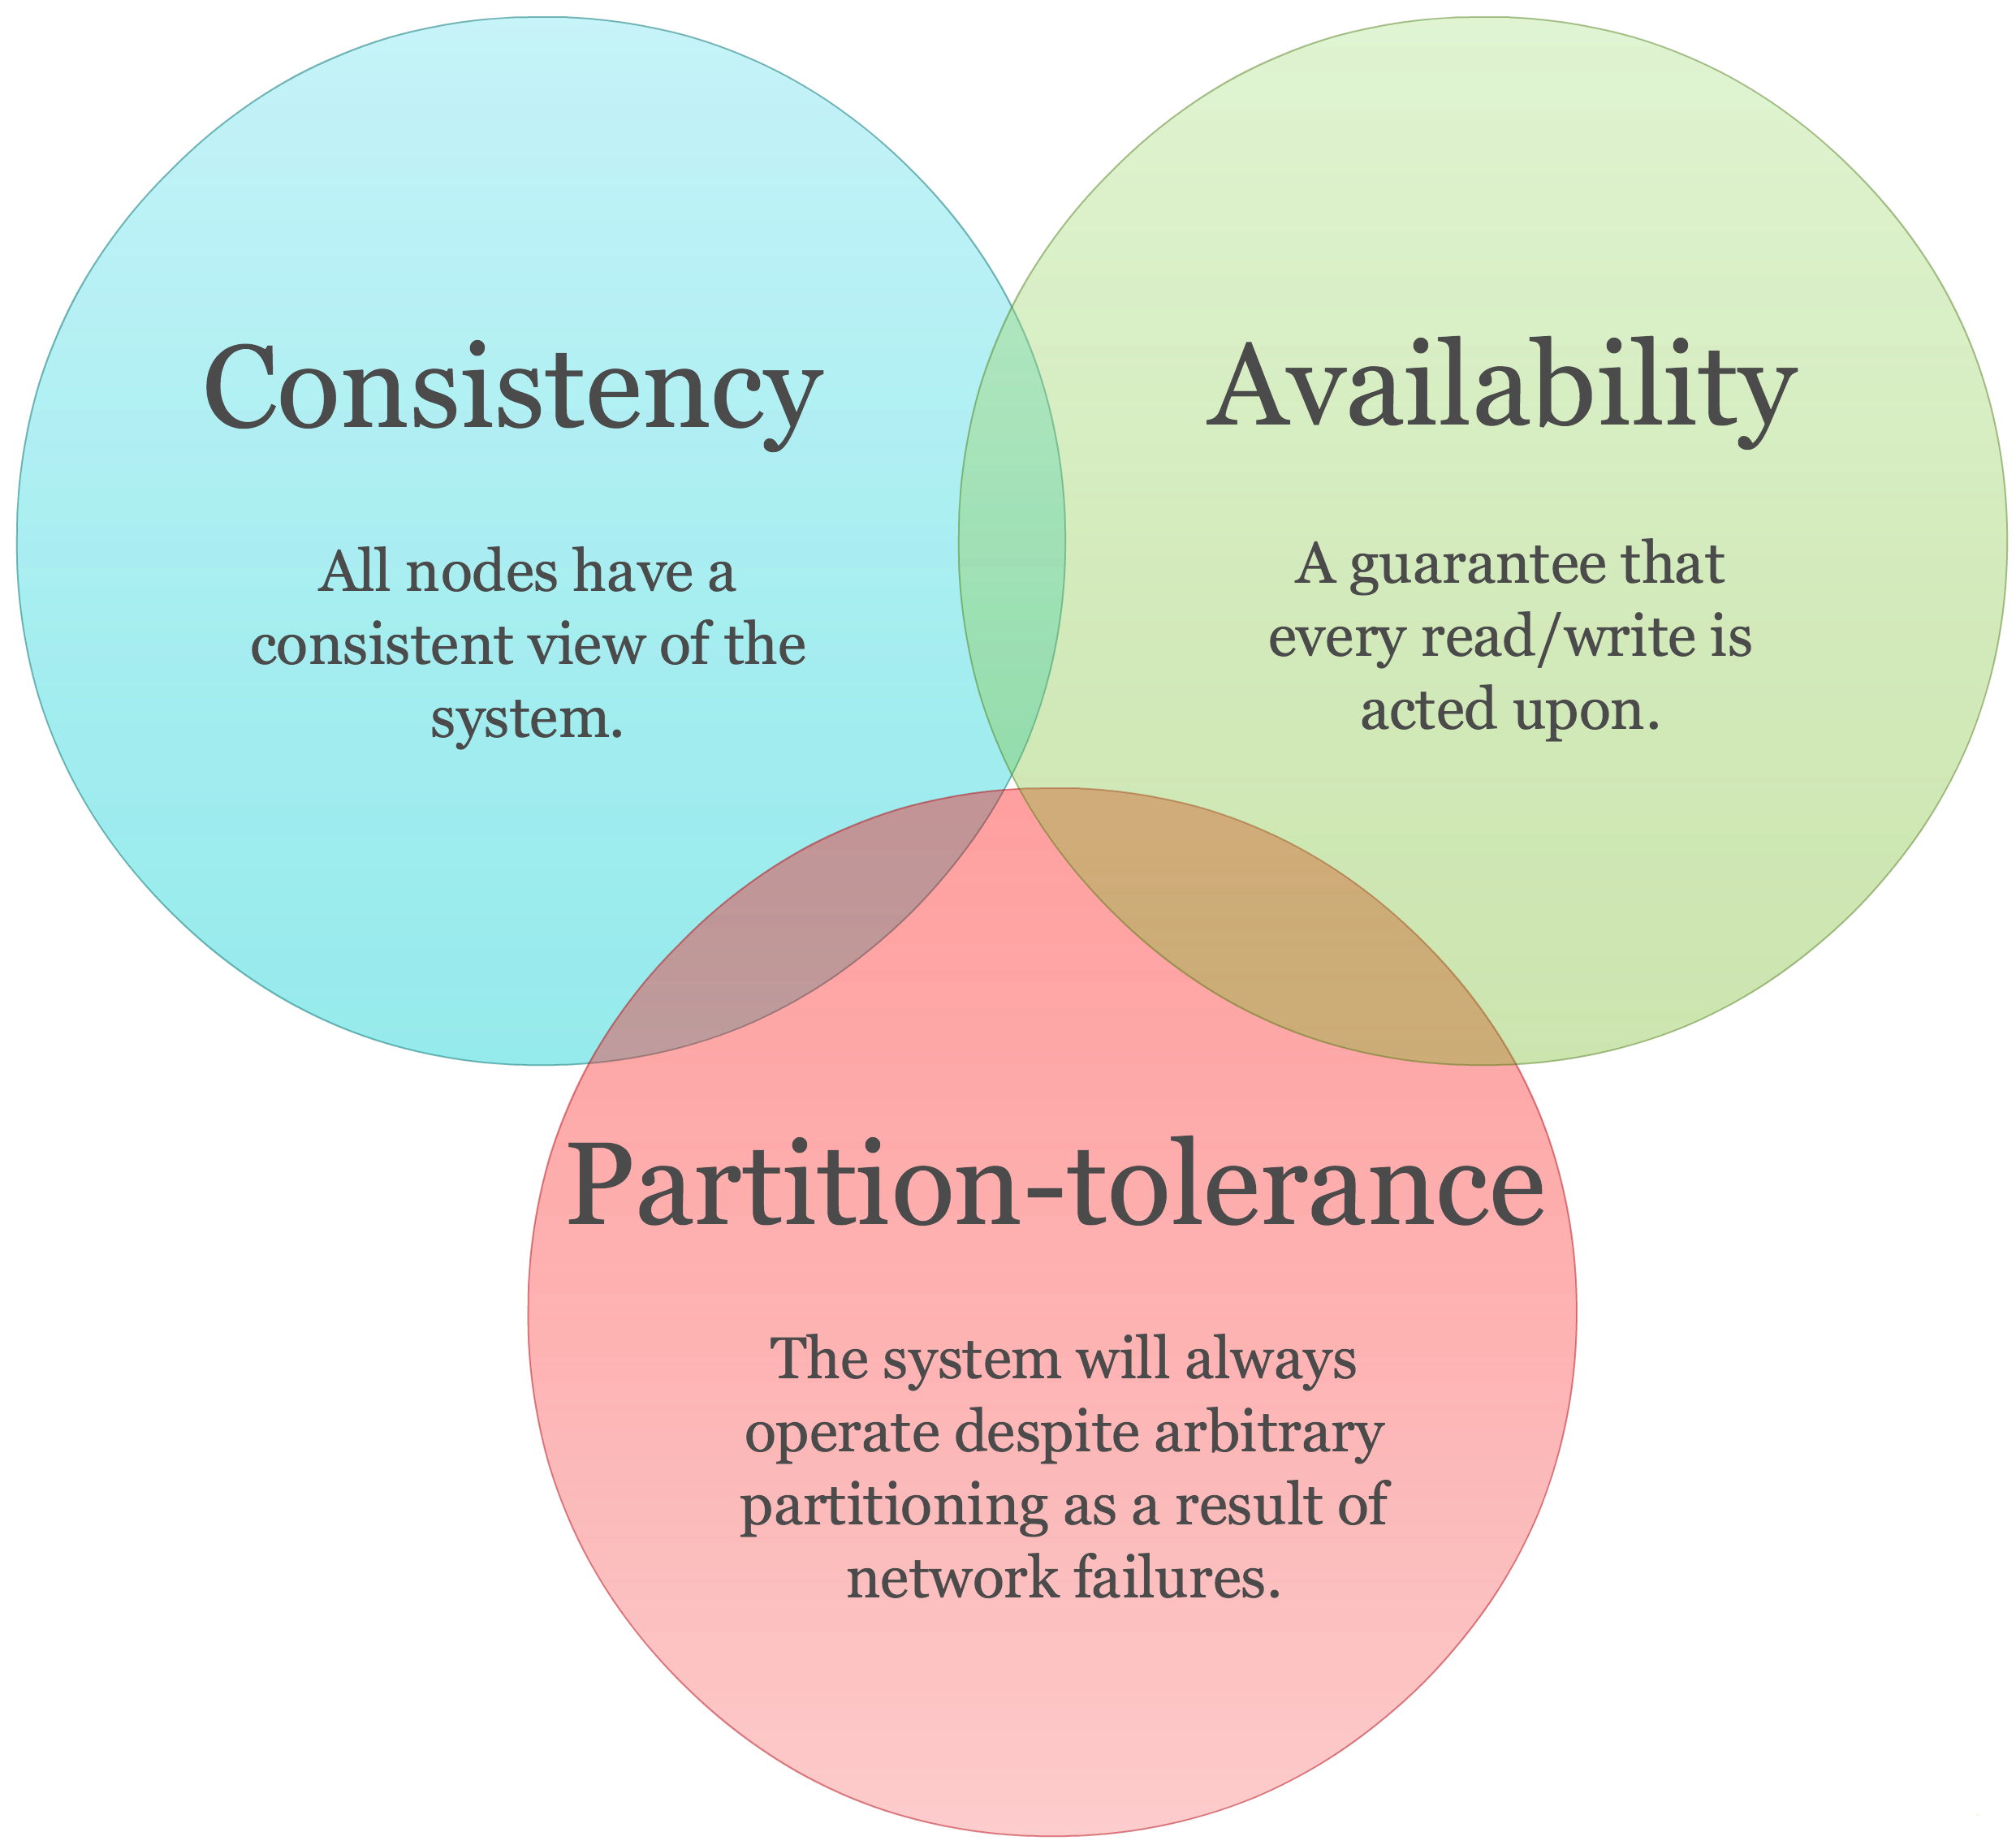 Consistency
All nodes have a
consistent view of the
system.
Availability
A guarantee that
every read/write is
acted upon.
Partition-tolerance
The system will always
operate despite arbitrary
partitioning as a result of
network failures.